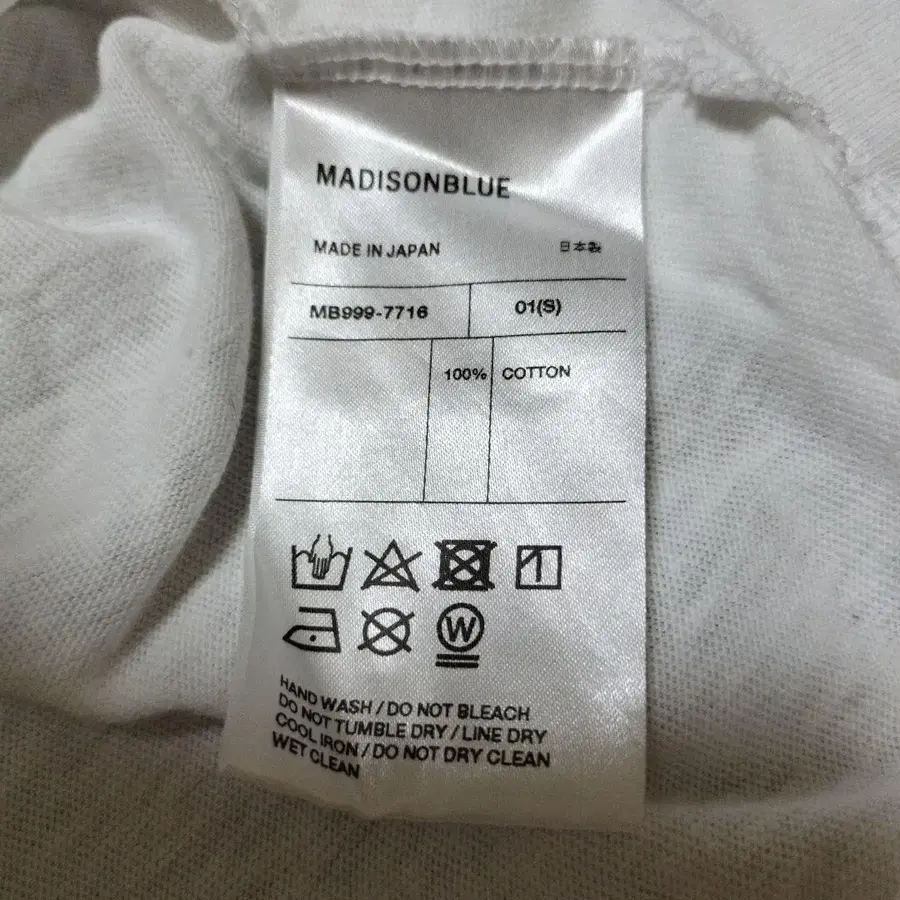 MADISONBLUE
MADE IN JAPAN 日本製
MB999-7716 01(S)
100% COTTON
W
HAND WASH / DO NOT BLEACH
DO NOT TUMBLE DRY / LINE DRY
COOL IRON / DO NOT DRY CLEAN
WET CLEAN